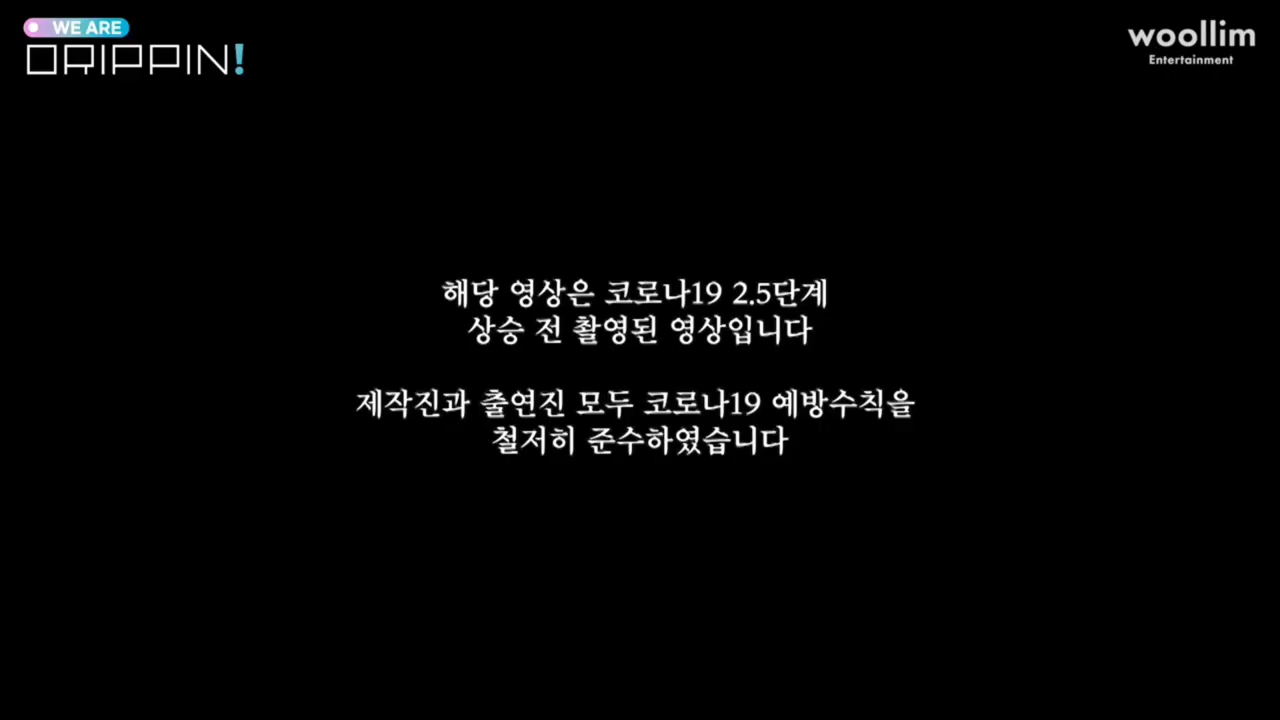 WE ARE
DRIPPIN!
woollim
Entertainment
해당 영상은 코로나19 2.5단계
상승 전 촬영된 영상입니다
제작진과 출연진 모두 코로나19 예방수칙을
철저히 준수하였습니다